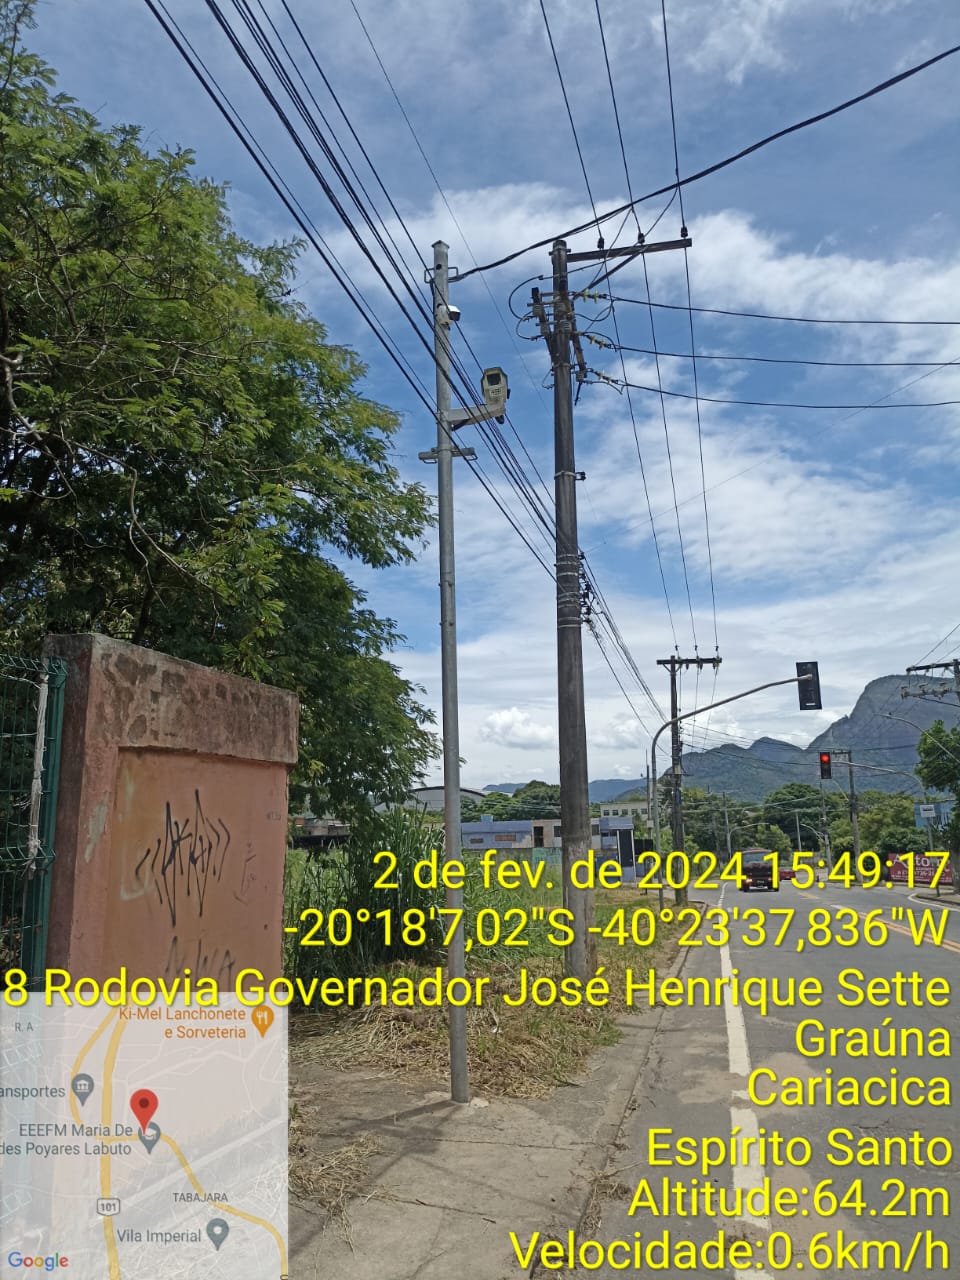 2 de fev. de 2024 15:49:17
-20°18'7,02"S -40°23'37,836"W
8 Rodovia Governador José Henrique Sette
Graúna
Cariacica
Espírito Santo
Altitude:64.2m
Velocidade:0.6km/h
Ki-Mel Lanchonete
e Sorveteria
R. A
ansportes
EEEFM Maria De
des Poyares Labuto
TABAJARA
101
Vila Imperial
Google